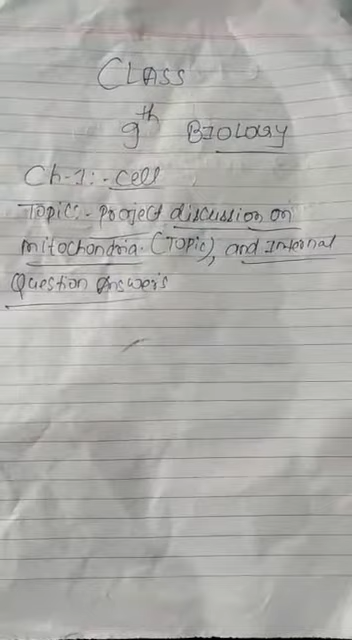 CLASS
9th BIOLOGY
Ch-1:- Cell
Topic:- Project discussion on
mitochondria. (Topic), and Internal
Question Answers